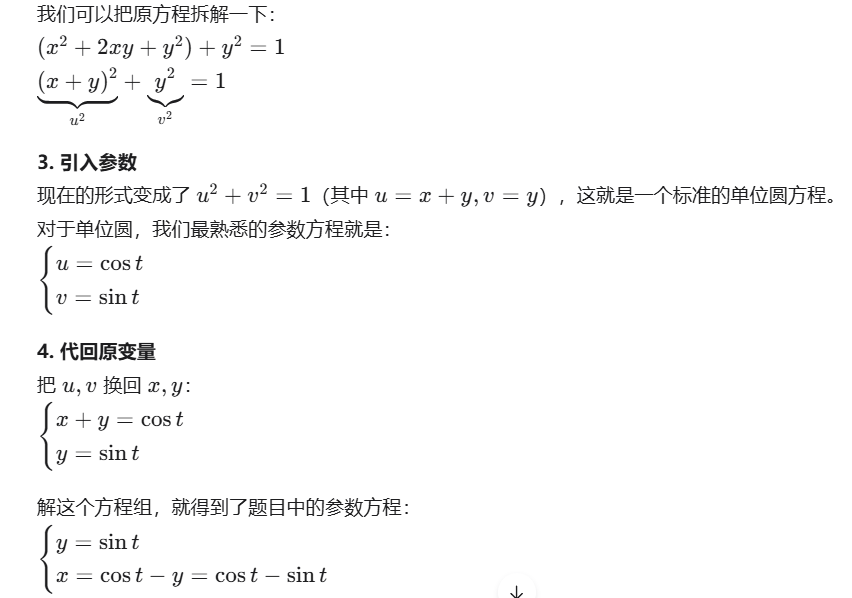 我们可以把原方程拆解一下：
(x² + 2xy + y²) + y² = 1
(x + y)² + y² = 1
u² v²
3. 引入参数
现在的形式变成了 u² + v² = 1（其中 u = x + y, v = y），这就是一个标准的单位圆方程。
对于单位圆，我们最熟悉的参数方程就是：
u = cos t
v = sin t
4. 代回原变量
把 u, v 换回 x, y：
x + y = cos t
y = sin t
解这个方程组，就得到了题目中的参数方程：
y = sin t
x = cos t − y = cos t − sin t